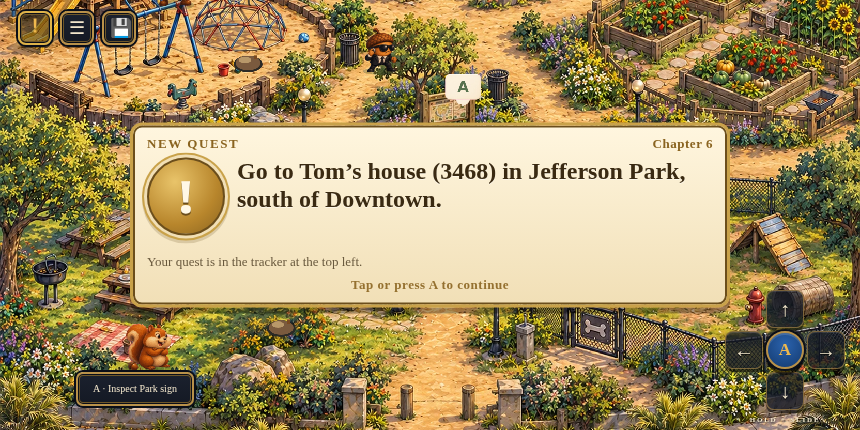 ! ☰
A
NEW QUEST
Chapter 6
!
Go to Tom’s house (3468) in Jefferson Park,
south of Downtown.
Your quest is in the tracker at the top left.
Tap or press A to continue
↑
← A →
↓
A · Inspect Park sign